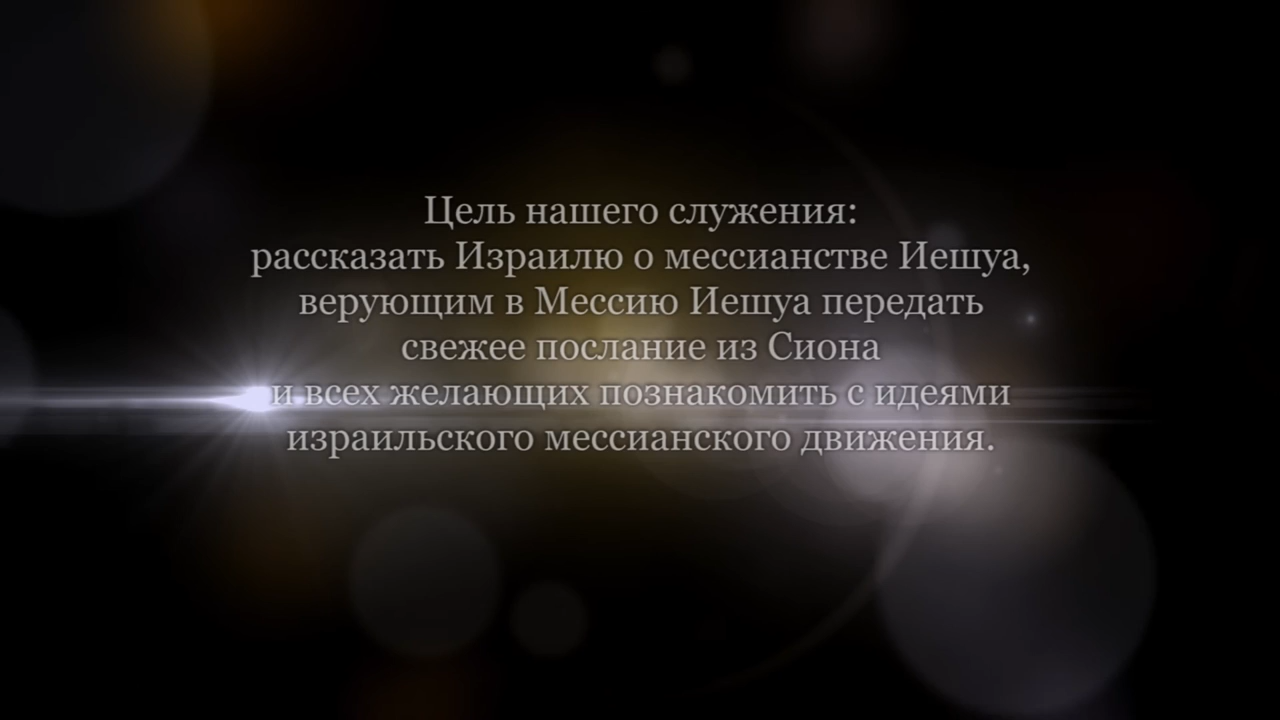 Цель нашего служения:
рассказать Израилю о мессианстве Иешуа,
верующим в Мессию Иешуа передать
свежее послание из Сиона
и всех желающих познакомить с идеями
израильского мессианского движения.